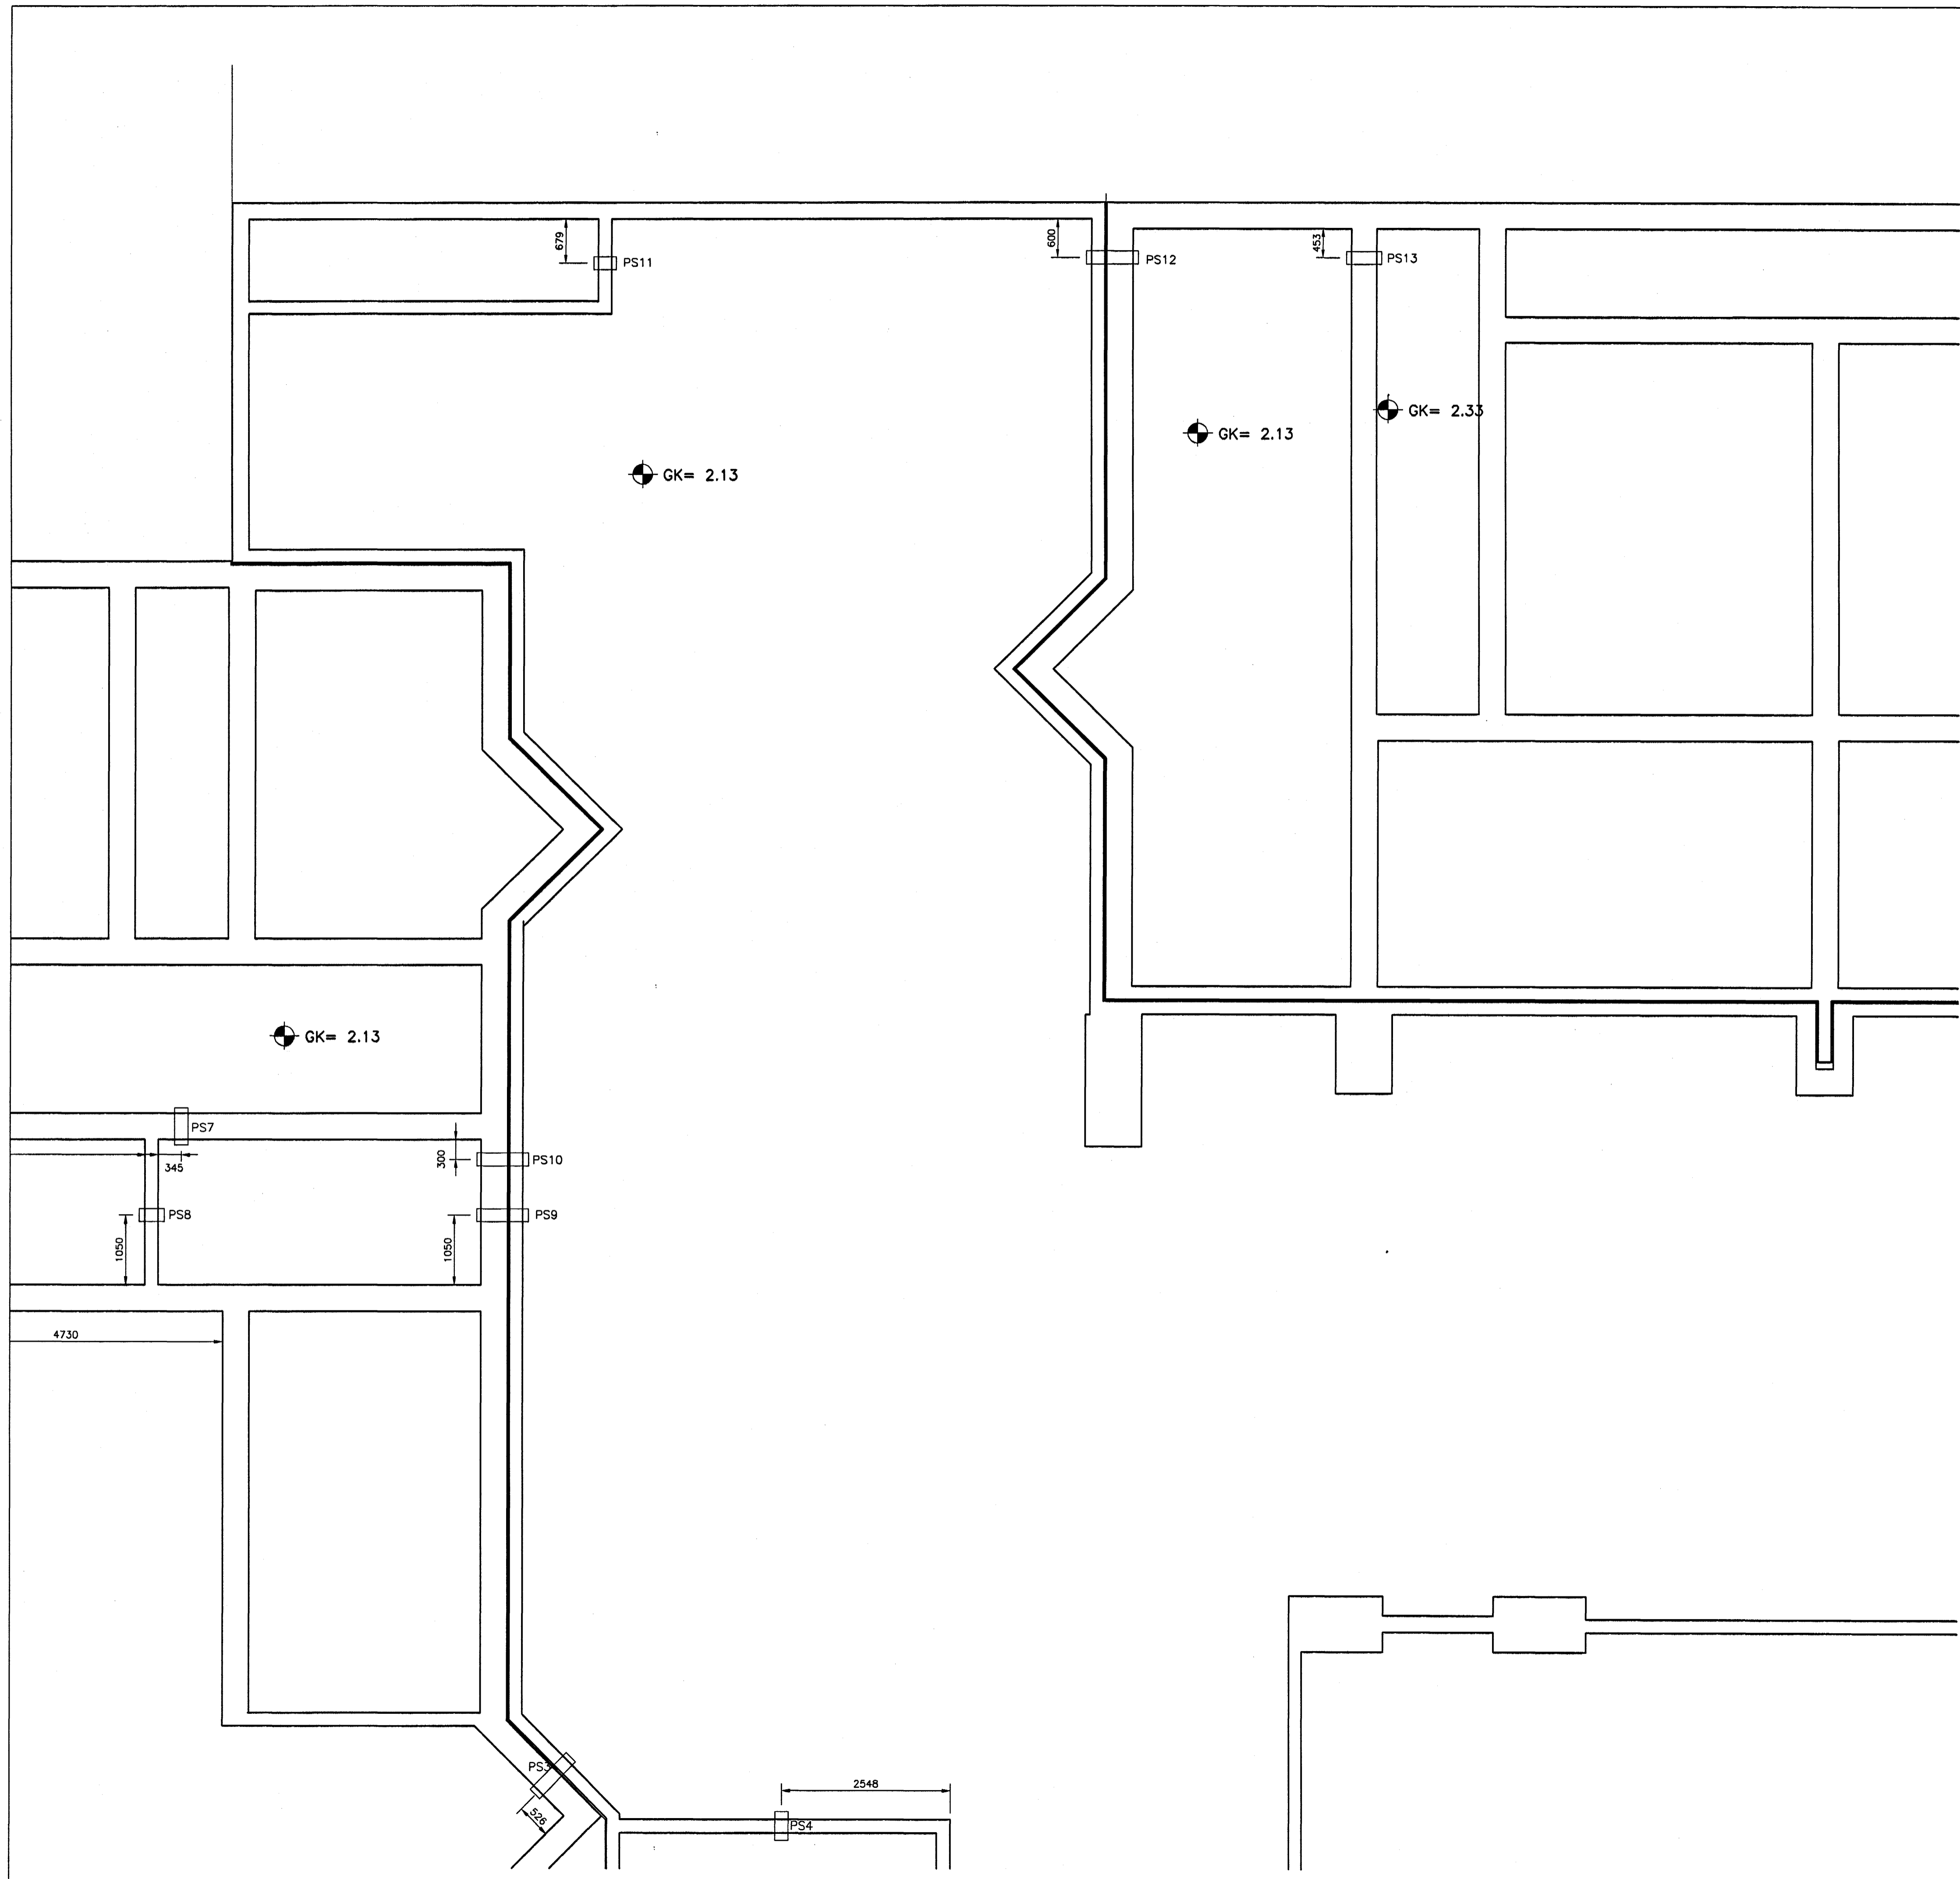 679
PS11
600
PS12
453
PS13
GK= 2.33
GK= 2.13
GK= 2.13
GK= 2.13
PS7
345
300
PS10
PS8
PS9
1050
1050
4730
PS3
526
2548
PS4